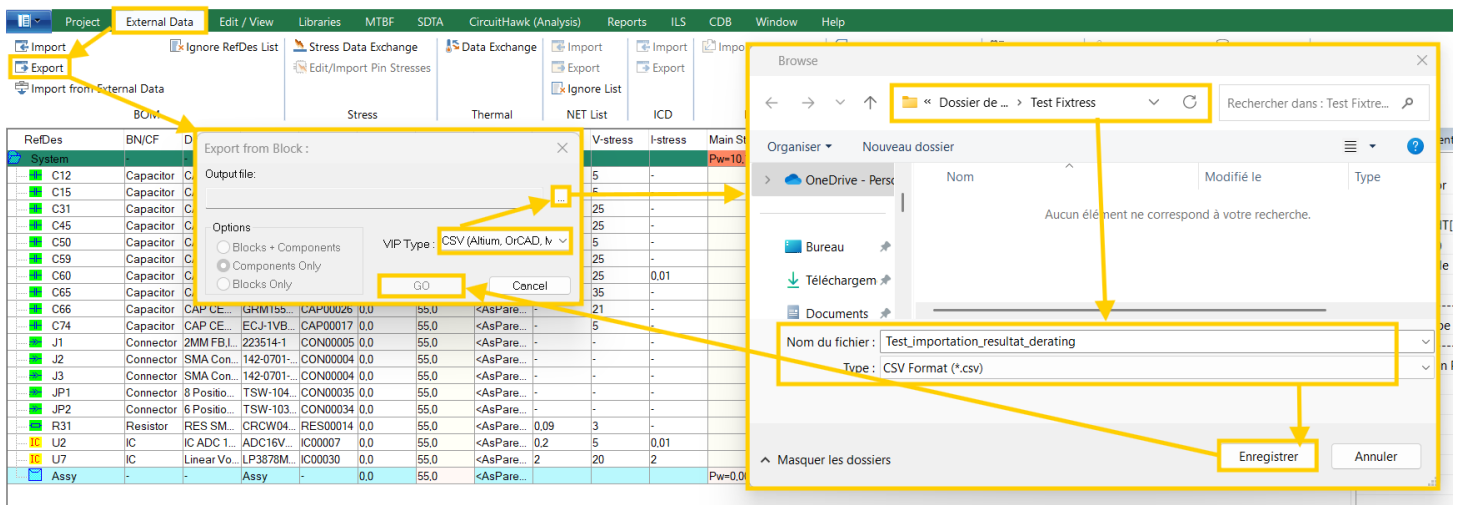 Project External Data Edit / View Libraries MTBF SDTA CircuitHawk (Analysis) Reports ILS CDB Window Help
Import Ignore RefDes List Stress Data Exchange Data Exchange Import Import
Export Edit/Import Pin Stresses Export Export
Import from External Data Ignore List
BOM Stress Thermal NET List ICD
RefDes BN/CF V-stress I-stress
System - Pw=10,
C12 Capacitor 5 -
C15 Capacitor
C31 Capacitor 25 -
C45 Capacitor 25 -
C50 Capacitor 5 -
C59 Capacitor 25 -
C60 Capacitor 25 0,01
C65 Capacitor 35 -
C66 Capacitor CAP CE... GRM155... CAP00026 0,0 55,0 <AsPare... - 21 -
C74 Capacitor CAP CE... ECJ-1VB... CAP00017 0,0 55,0 <AsPare... - 5 -
J1 Connector 2MM FB,I... 223514-1 CON00005 0,0 55,0 <AsPare... - - -
J2 Connector SMA Con... 142-0701-... CON00004 0,0 55,0 <AsPare... - - -
J3 Connector SMA Con... 142-0701-... CON00004 0,0 55,0 <AsPare... - - -
JP1 Connector 8 Positio... TSW-104... CON00035 0,0 55,0 <AsPare... - - -
JP2 Connector 6 Positio... TSW-103... CON00034 0,0 55,0 <AsPare... - - -
R31 Resistor RES SM... CRCW04... RES00014 0,0 55,0 <AsPare... 0,09 3 -
IC U2 IC IC ADC 1... ADC16V... IC00007 0,0 55,0 <AsPare... 0,2 5 0,01
IC U7 IC Linear Vo... LP3878M... IC00030 0,0 55,0 <AsPare... 2 20 2
Assy - - Assy - 0,0 55,0 <AsPare... Pw=0,00
Export from Block :
Output file:
...
Options
Blocks + Components
Components Only
Blocks Only
VIP Type : CSV (Altium, OrCAD, M
GO Cancel
Browse
« Dossier de ... > Test Fixtress
Rechercher dans : Test Fixtre...
Organiser Nouveau dossier
OneDrive - Perso
Nom Modifié le Type
Aucun élément ne correspond à votre recherche.
Bureau
Téléchargem
Documents
Nom du fichier : Test_importation_resultat_derating
Type : CSV Format (*.csv)
Masquer les dossiers
Enregistrer Annuler